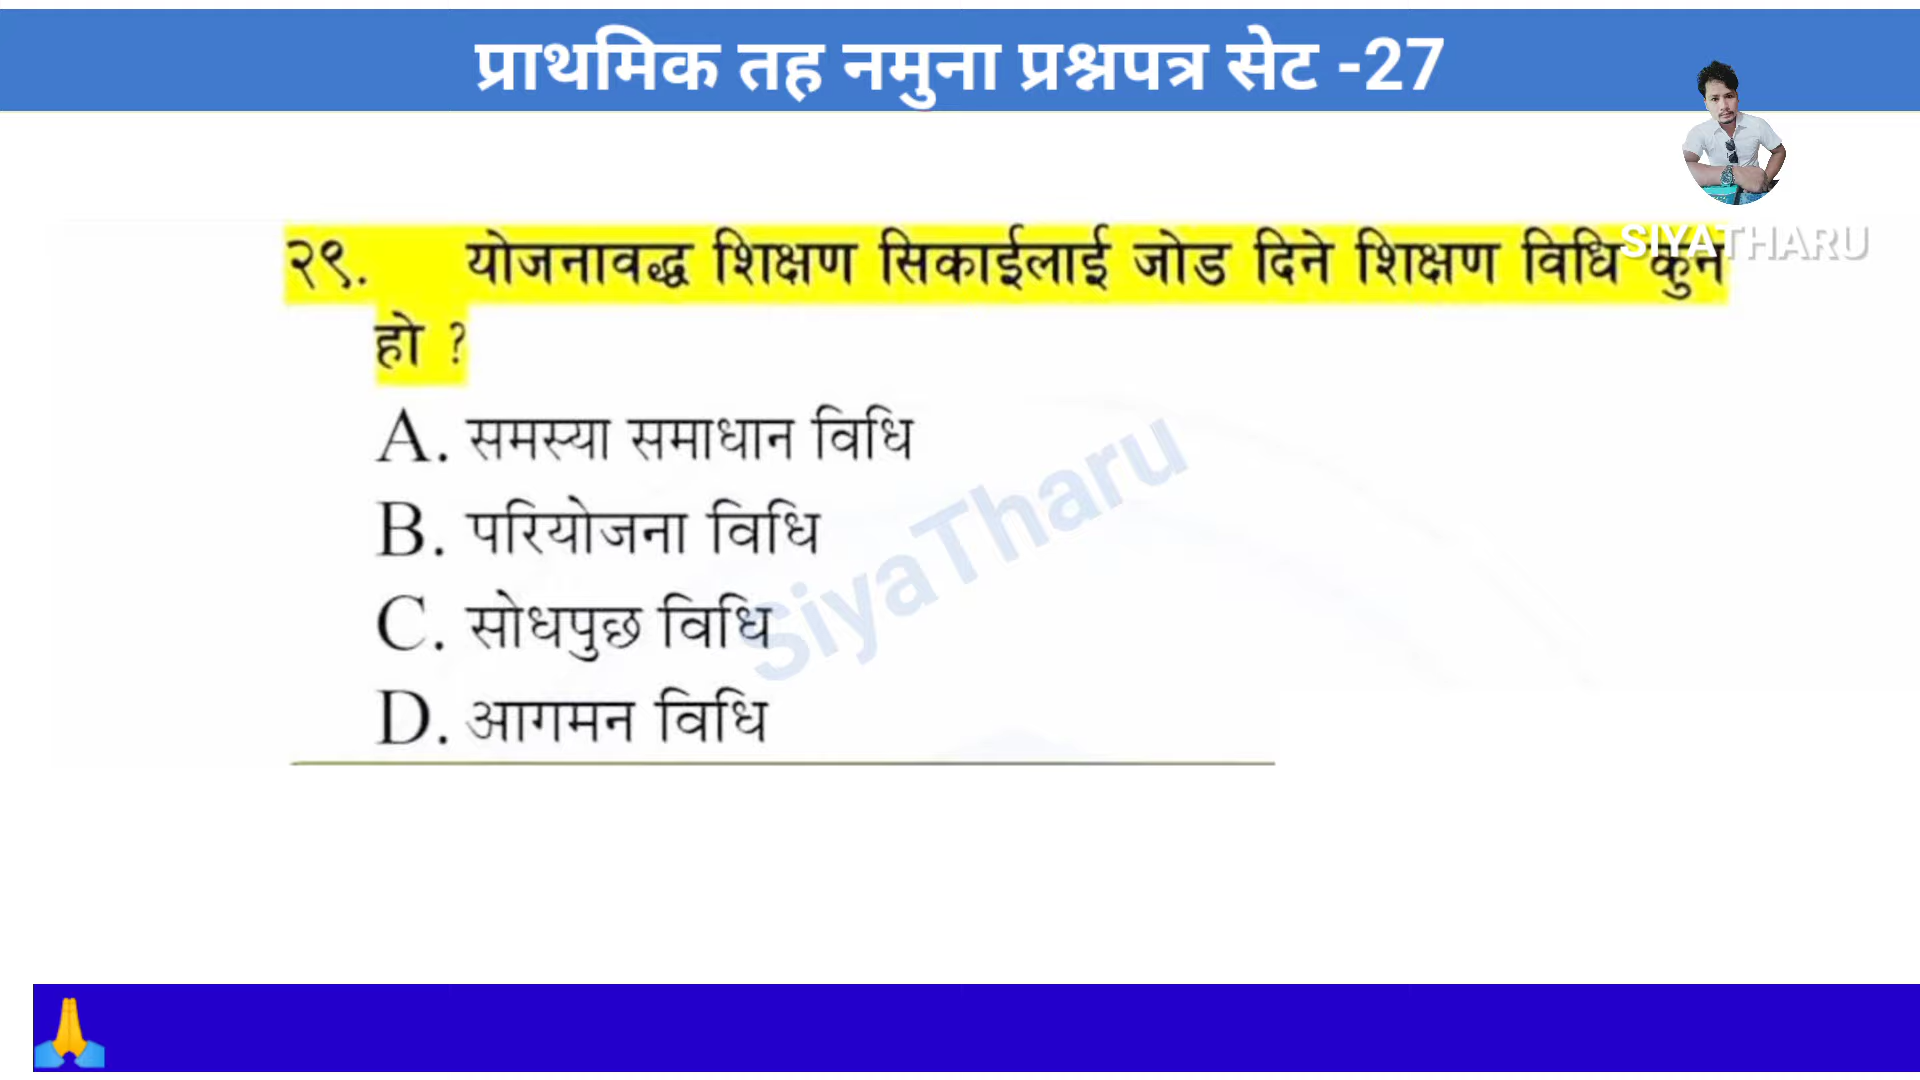 प्राथमिक तह नमुना प्रश्नपत्र सेट -27
SIYATHARU
२९. योजनावद्ध शिक्षण सिकाईलाई जोड दिने शिक्षण विधि कुन
हो ?
A. समस्या समाधान विधि
B. परियोजना विधि
C. सोधपुछ विधि
D. आगमन विधि
SiyaTharu